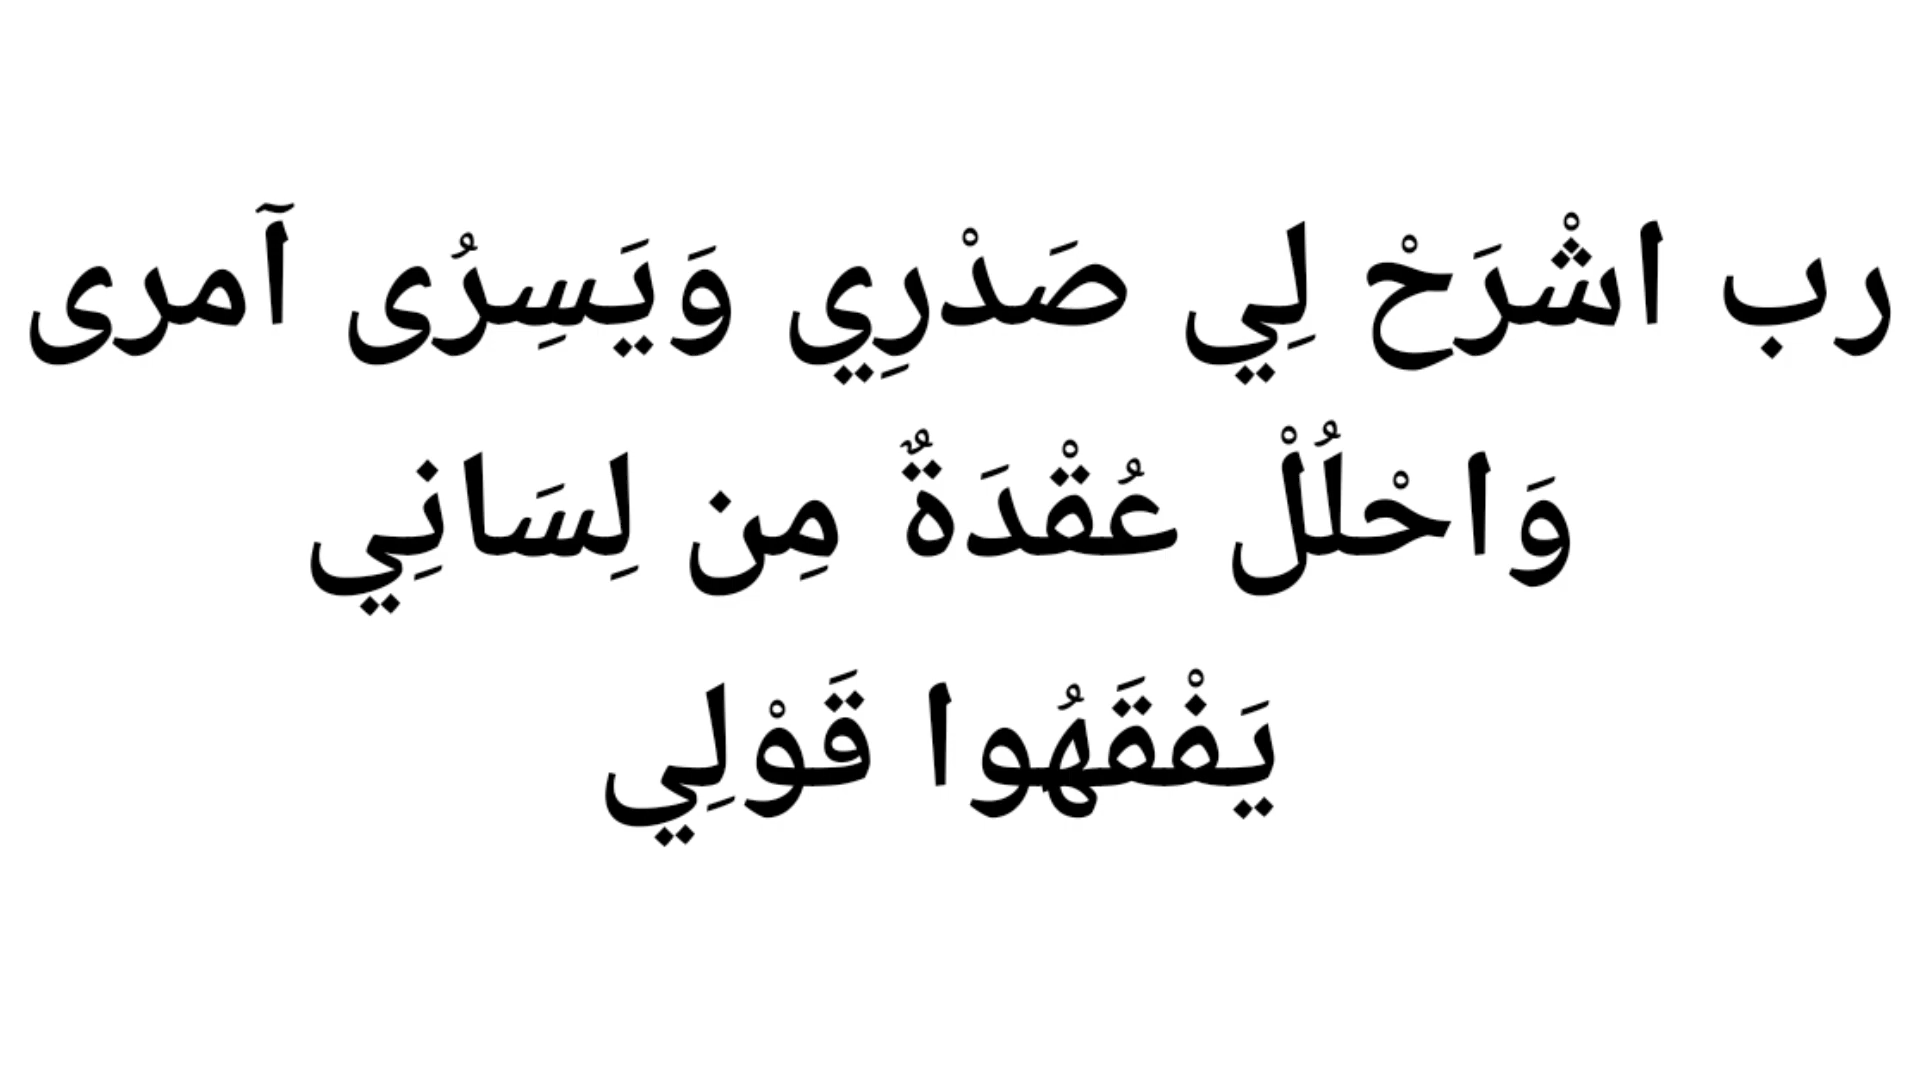 رب اشْرَحْ لِي صَدْرِي وَيَسِرُى آمرى
وَاحْلُلْ عُقْدَةٌ مِن لِسَانِي
يَفْقَهُوا قَوْلِي